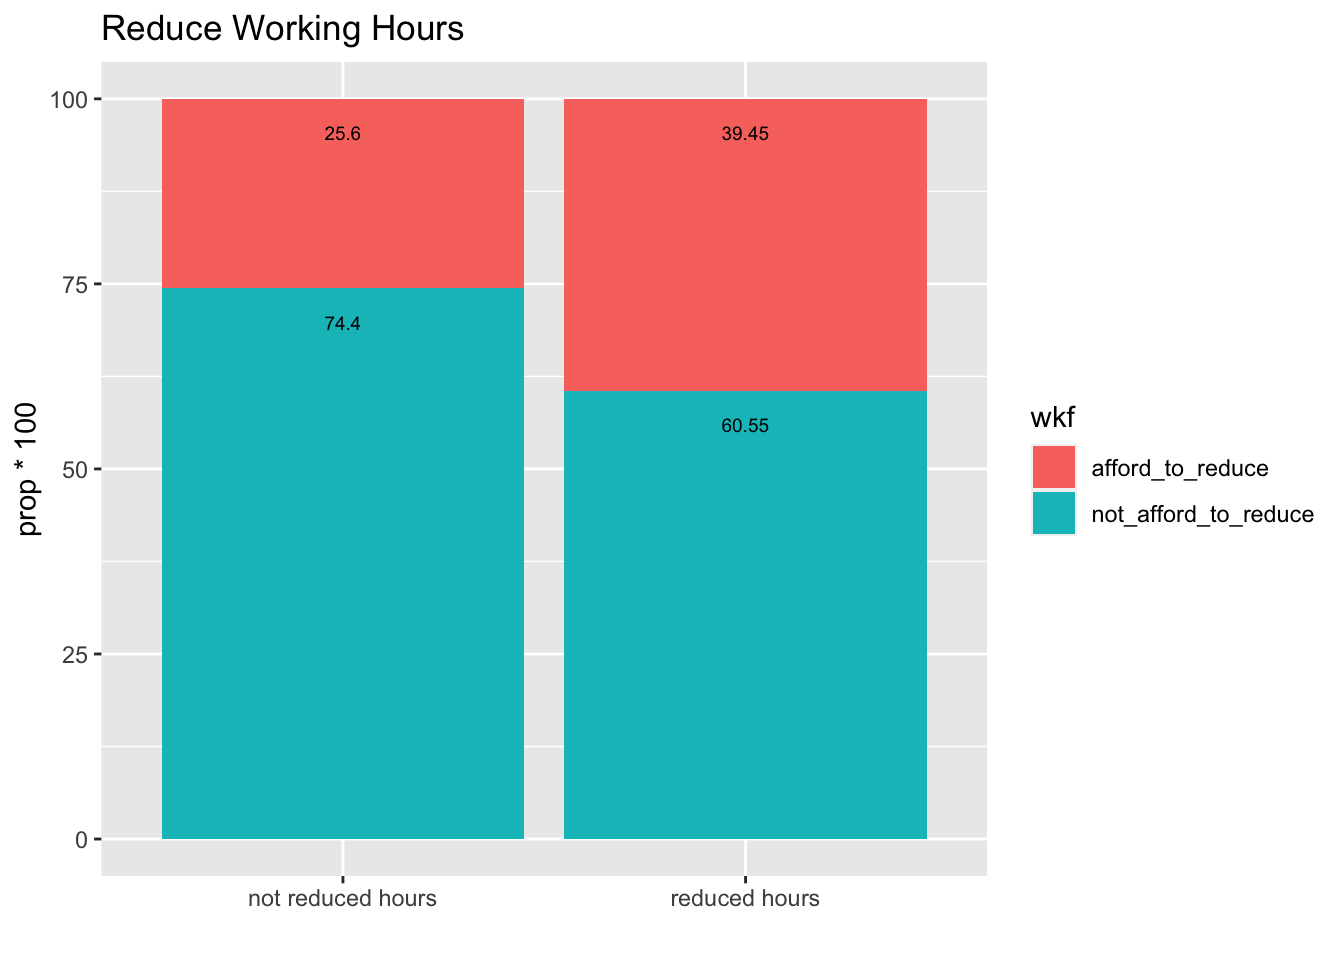 Reduce Working Hours
prop * 100
100
75
50
25
0
25.6
39.45
74.4
60.55
not reduced hours
reduced hours
wkf
afford_to_reduce
not_afford_to_reduce